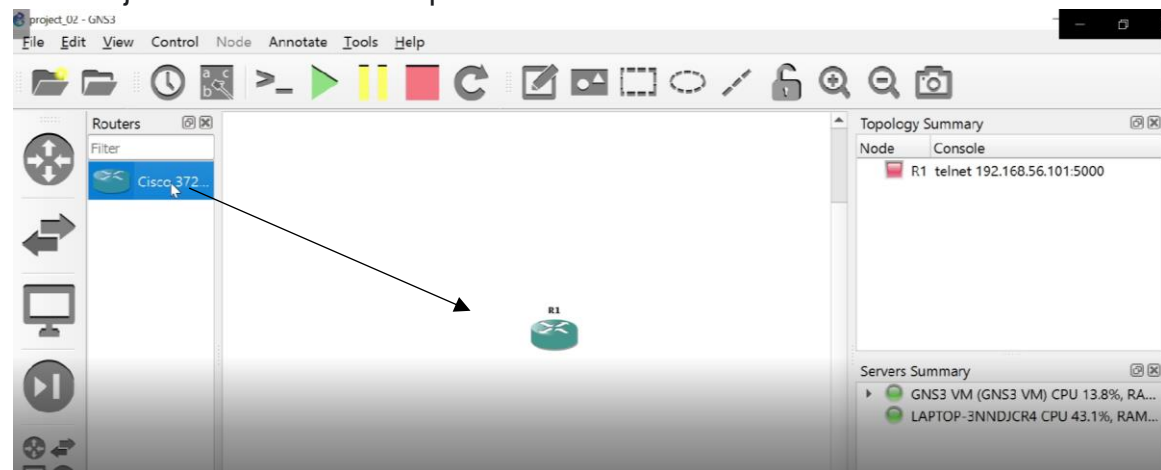 project_02 - GNS3
File Edit View Control Node Annotate Tools Help
Routers
Filter
Cisco 372...
R1
Topology Summary
Node Console
R1 telnet 192.168.56.101:5000
Servers Summary
GNS3 VM (GNS3 VM) CPU 13.8%, RA...
LAPTOP-3NNDJCR4 CPU 43.1%, RAM...